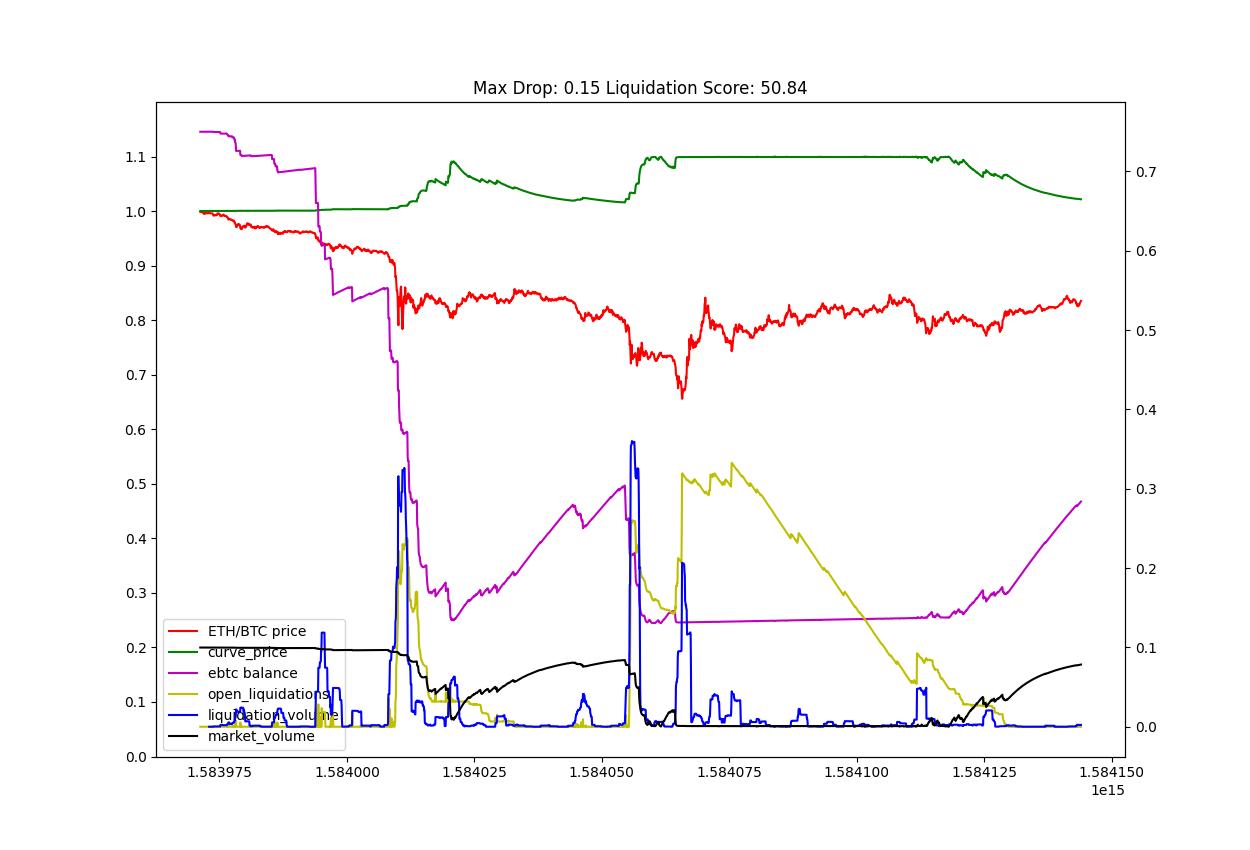 Max Drop: 0.15 Liquidation Score: 50.84
1.1
1.0
0.9
0.8
0.7
0.6
0.5
0.4
0.3
0.2
0.1
0.0
0.7
0.6
0.5
0.4
0.3
0.2
0.1
0.0
ETH/BTC price
curve_price
ebtc balance
open_liquidations
liquidation_volume
market_volume
1.583975 1.584000 1.584025 1.584050 1.584075 1.584100 1.584125 1.584150
1e15